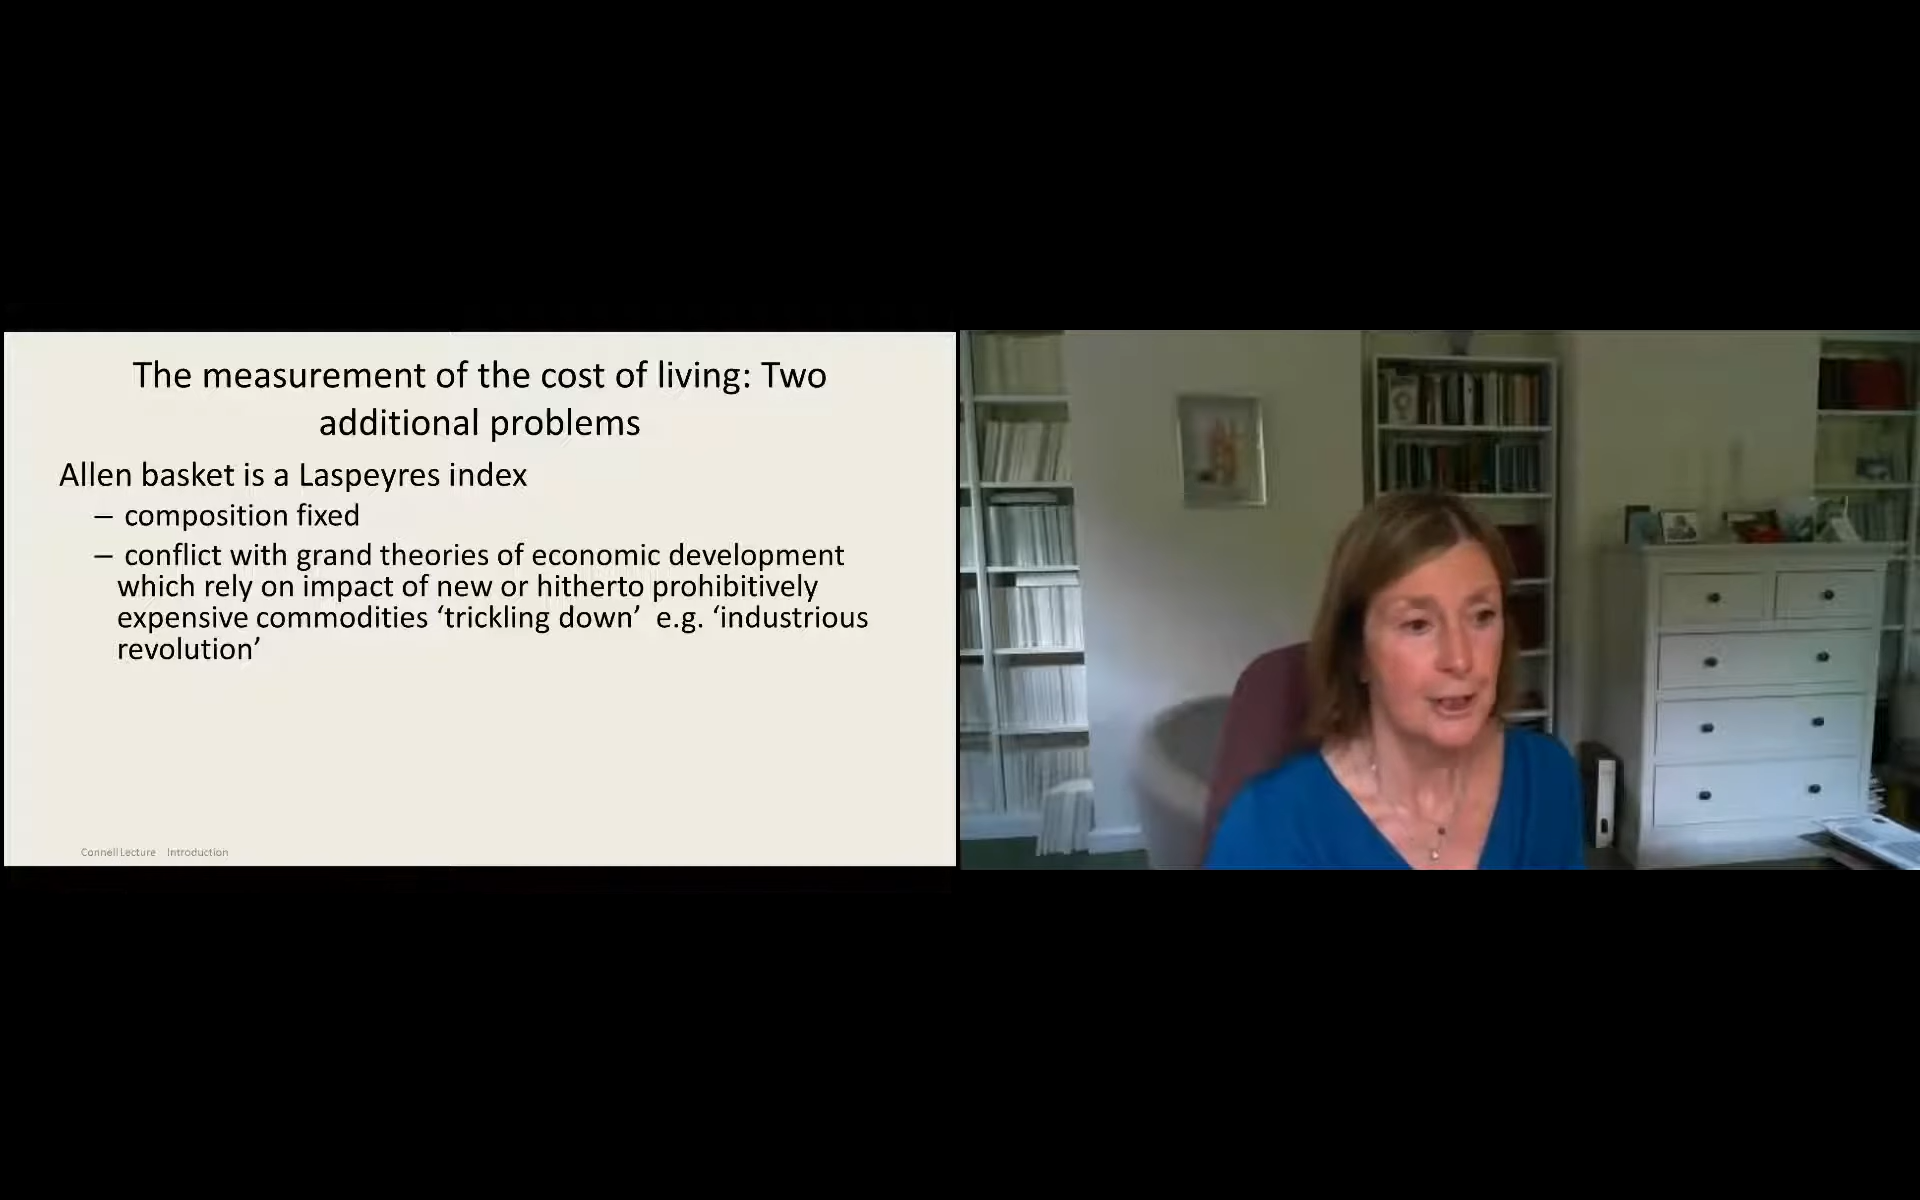 The measurement of the cost of living: Two
additional problems
Allen basket is a Laspeyres index
– composition fixed
– conflict with grand theories of economic development
which rely on impact of new or hitherto prohibitively
expensive commodities ‘trickling down’ e.g. ‘industrious
revolution’
Connell Lecture Introduction